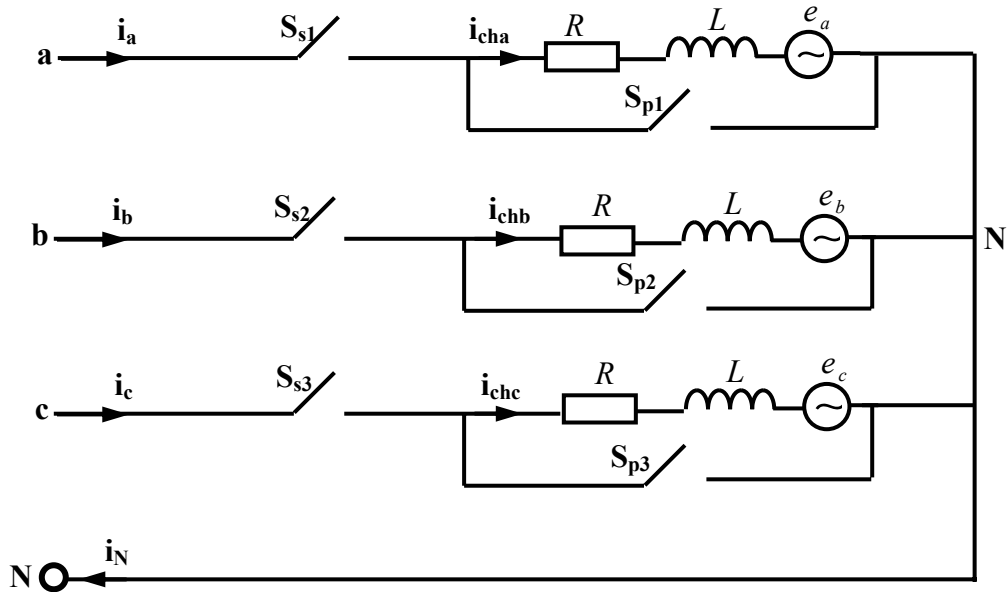 a i_a S_s1 i_cha R L e_a
S_p1
b i_b S_s2 i_chb R L e_b N
S_p2
c i_c S_s3 i_chc R L e_c
S_p3
N i_N